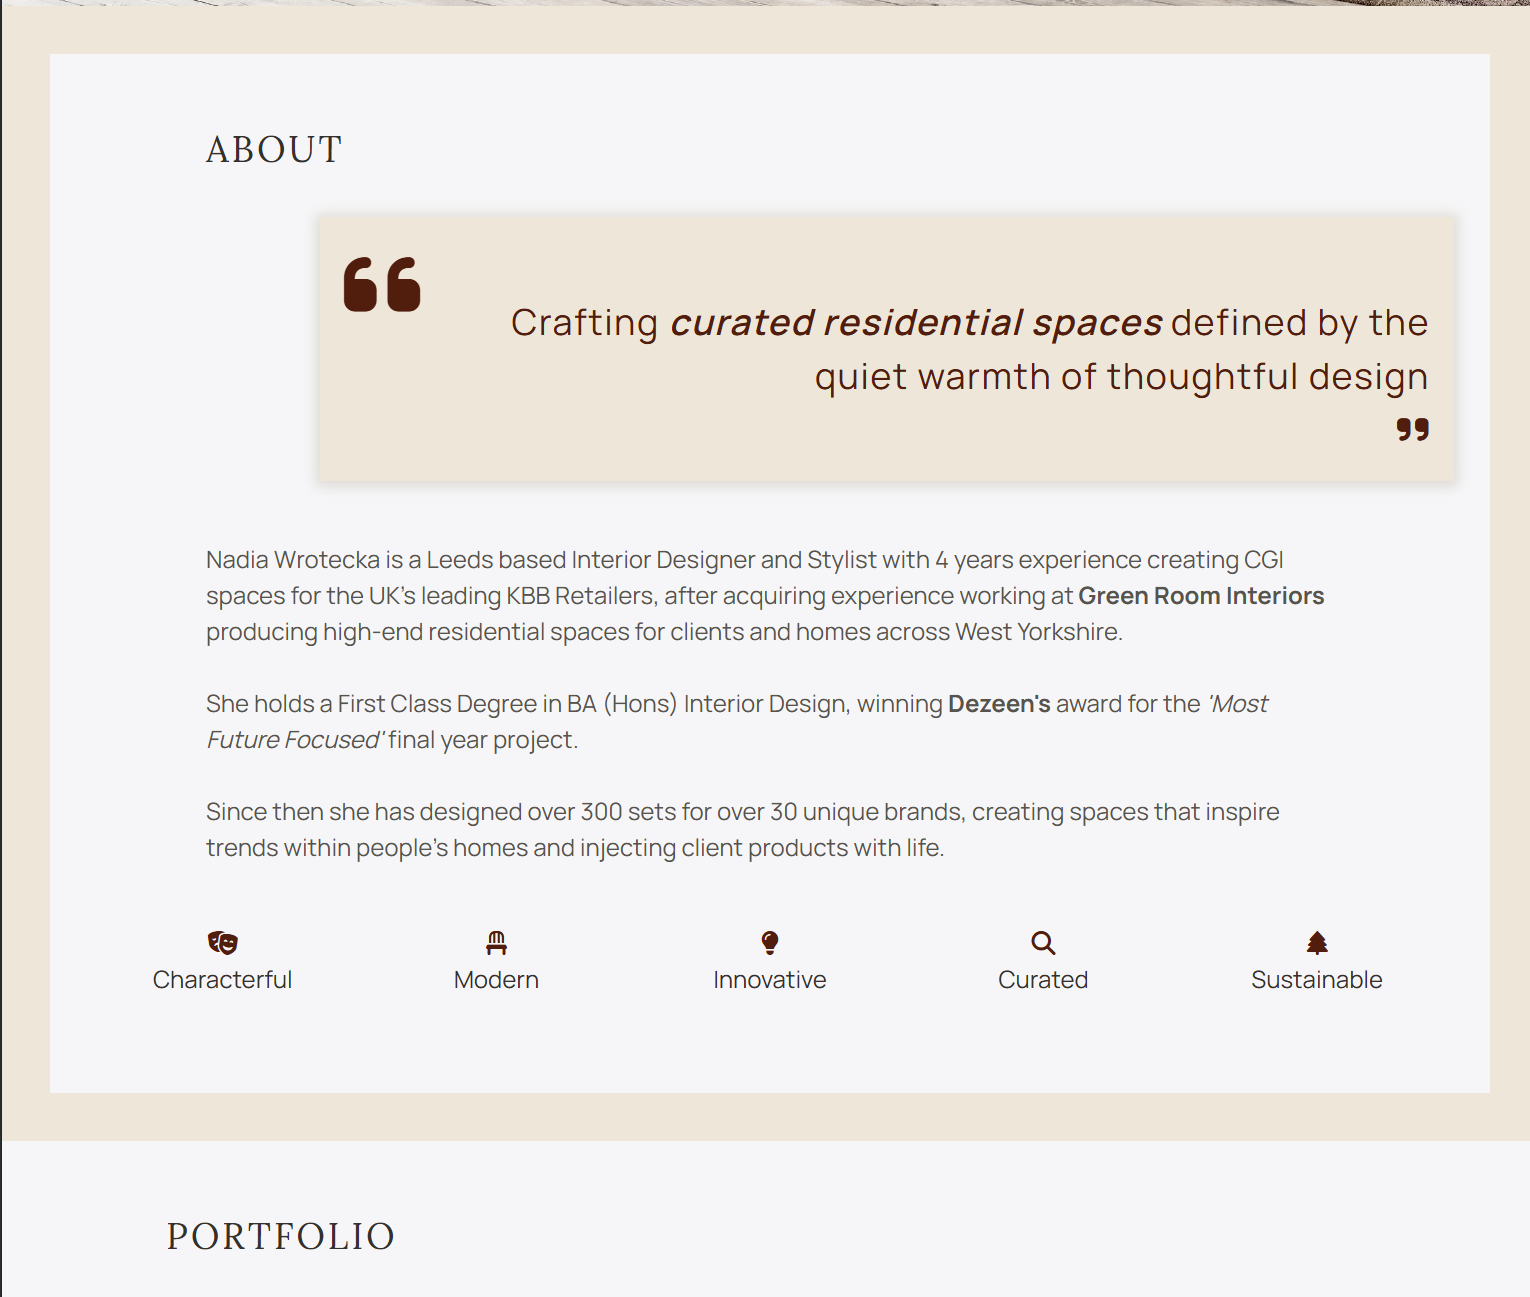 ABOUT
“
Crafting curated residential spaces defined by the
quiet warmth of thoughtful design
”
Nadia Wrotecka is a Leeds based Interior Designer and Stylist with 4 years experience creating CGI
spaces for the UK’s leading KBB Retailers, after acquiring experience working at Green Room Interiors
producing high-end residential spaces for clients and homes across West Yorkshire.
She holds a First Class Degree in BA (Hons) Interior Design, winning Dezeen's award for the 'Most
Future Focused' final year project.
Since then she has designed over 300 sets for over 30 unique brands, creating spaces that inspire
trends within people’s homes and injecting client products with life.
Characterful
Modern
Innovative
Curated
Sustainable
PORTFOLIO